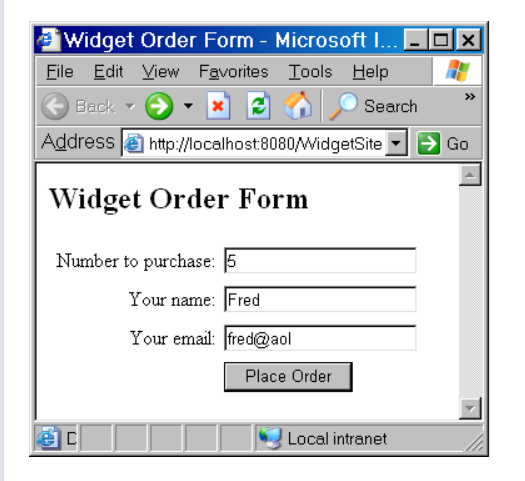 Widget Order Form - Microsoft I...
File Edit View Favorites Tools Help
Back Search »
Address http://localhost:8080/WidgetSite Go
Widget Order Form
Number to purchase: 5
Your name: Fred
Your email: fred@aol
Place Order
D Local intranet